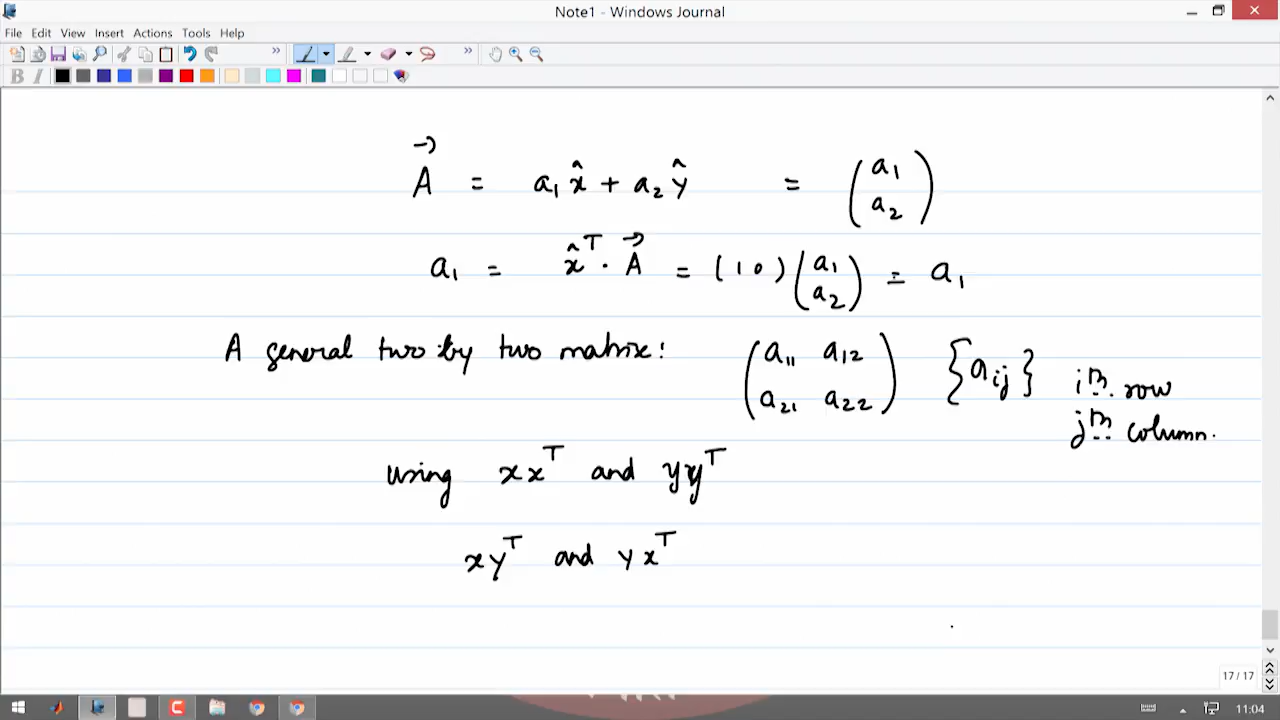 Note1 - Windows Journal
File Edit View Insert Actions Tools Help
→A = a₁x̂ + a₂ŷ = (a₁ a₂)
a₁ = x̂ᵀ · →A = (1 0) (a₁ a₂) = a₁
A general two by two matrix: (a₁₁ a₁₂ a₂₁ a₂₂) {aᵢⱼ} ith row
jth column.
using xxᵀ and yyᵀ
xyᵀ and yxᵀ
17 / 17
11:04